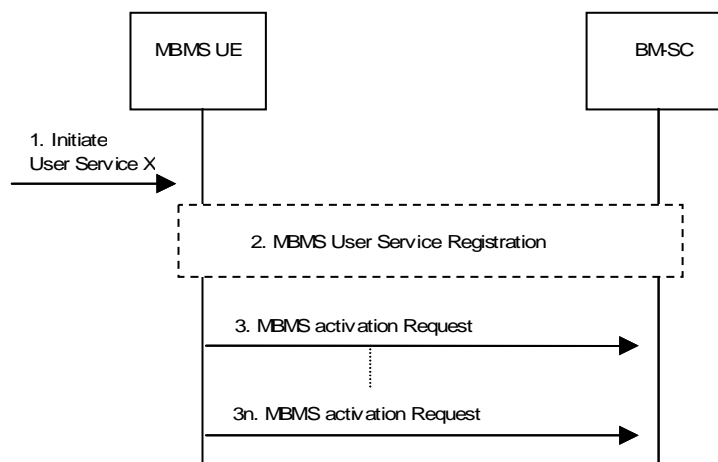 MBMS UE
BM-SC
1. Initiate
User Service X
2. MBMS User Service Registration
3. MBMS activation Request
3n. MBMS activation Request